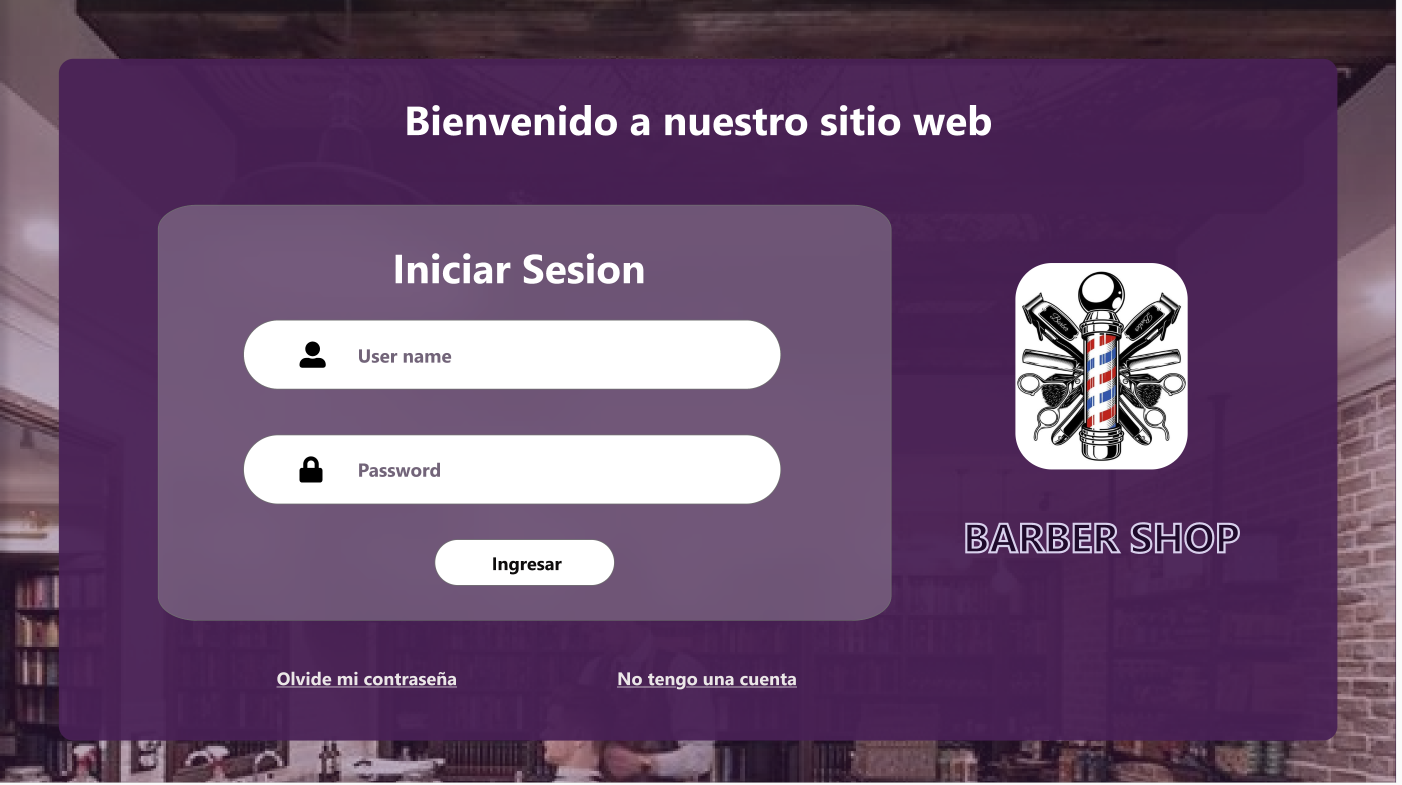 Bienvenido a nuestro sitio web
Iniciar Sesion
User name
Password
Ingresar
BARBER SHOP
Olvide mi contraseña
No tengo una cuenta